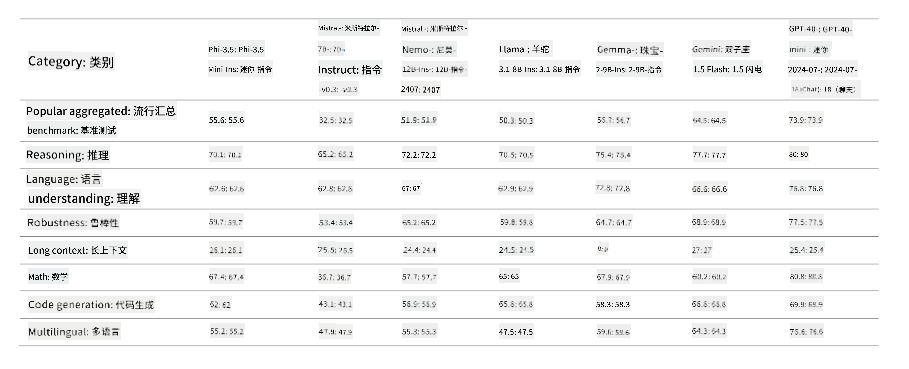 Category: 类别
Phi-3.5: Phi-3.5
Mini-Ins: 迷你-指令
Mistral-: 米斯特拉尔-
7B-: 7B-
Instruct: 指令
v0.3: v0.3
Mistral-: 米斯特拉尔-
Nemo-: 尼莫-
12B-Ins-: 12B-指令-
2407: 2407
Llama-: 羊驼
3.1-8B-Ins: 3.1-8B-指令
Gemma-: 珠宝-
2-9B-Ins: 2-9B-指令
Gemini: 双子座
1.5 Flash: 1.5 闪电
GPT-4O-: GPT-4O-
mini-: 迷你
2024-07-: 2024-07-
18 (Chat): 18 (聊天)
Popular aggregated: 流行汇总
benchmark: 基准测试
55.6: 55.6
32.5: 32.5
51.9: 51.9
50.3: 50.3
56.7: 56.7
64.5: 64.5
73.9: 73.9
Reasoning: 推理
70.1: 70.1
65.2: 65.2
72.2: 72.2
70.5: 70.5
75.4: 75.4
77.7: 77.7
80: 80
Language: 语言
understanding: 理解
62.6: 62.6
62.8: 62.8
67: 67
62.9: 62.9
72.8: 72.8
66.6: 66.6
76.8: 76.8
Robustness: 鲁棒性
59.7: 59.7
53.4: 53.4
65.2: 65.2
59.8: 59.8
64.7: 64.7
68.9: 68.9
77.5: 77.5
Long context: 长上下文
26.1: 26.1
25.5: 25.5
24.4: 24.4
24.5: 24.5
27: 27
25.4: 25.4
Math: 数学
67.4: 67.4
36.7: 36.7
57.7: 57.7
65: 65
67.9: 67.9
60.2: 60.2
80.8: 80.8
Code generation: 代码生成
62: 62
43.1: 43.1
56.9: 56.9
65.8: 65.8
58.3: 58.3
66.8: 66.8
69.9: 69.9
Multilingual: 多语言
55.2: 55.2
47.9: 47.9
55.3: 55.3
47.5: 47.5
59.6: 59.6
64.3: 64.3
76.6: 76.6